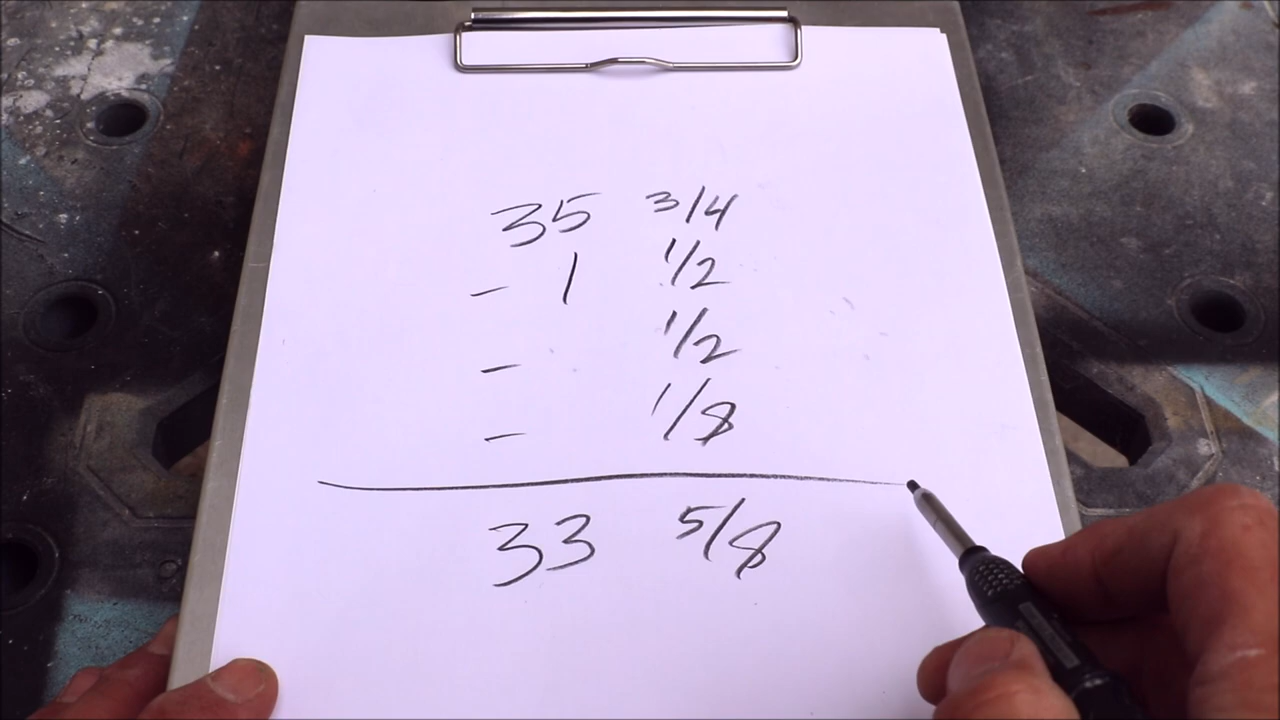 35 3/4
- 1 1/2
- 1/2
- 1/8
33 5/8